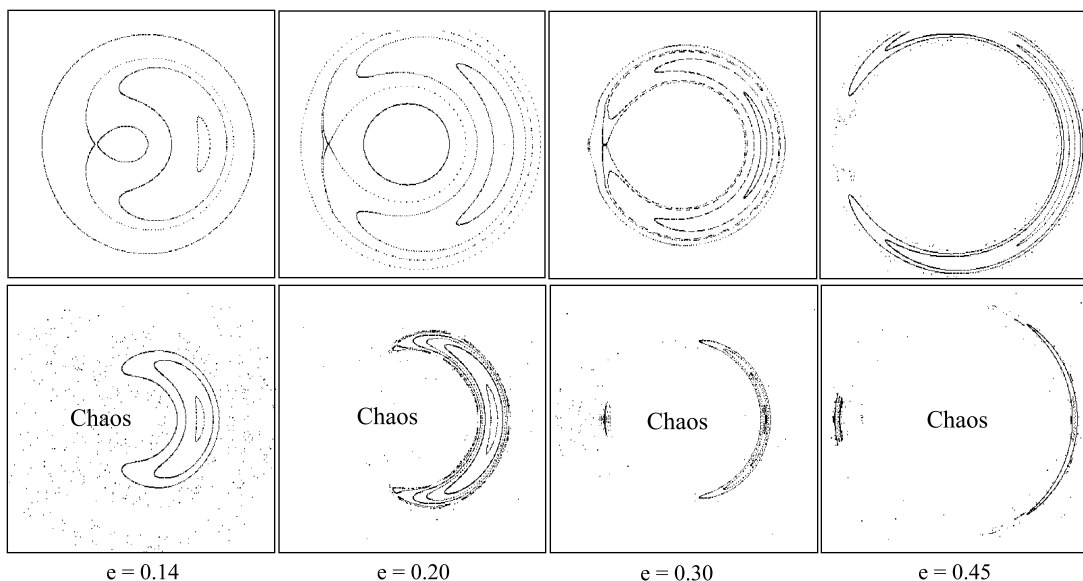 Chaos
Chaos
Chaos
Chaos
e = 0.14
e = 0.20
e = 0.30
e = 0.45